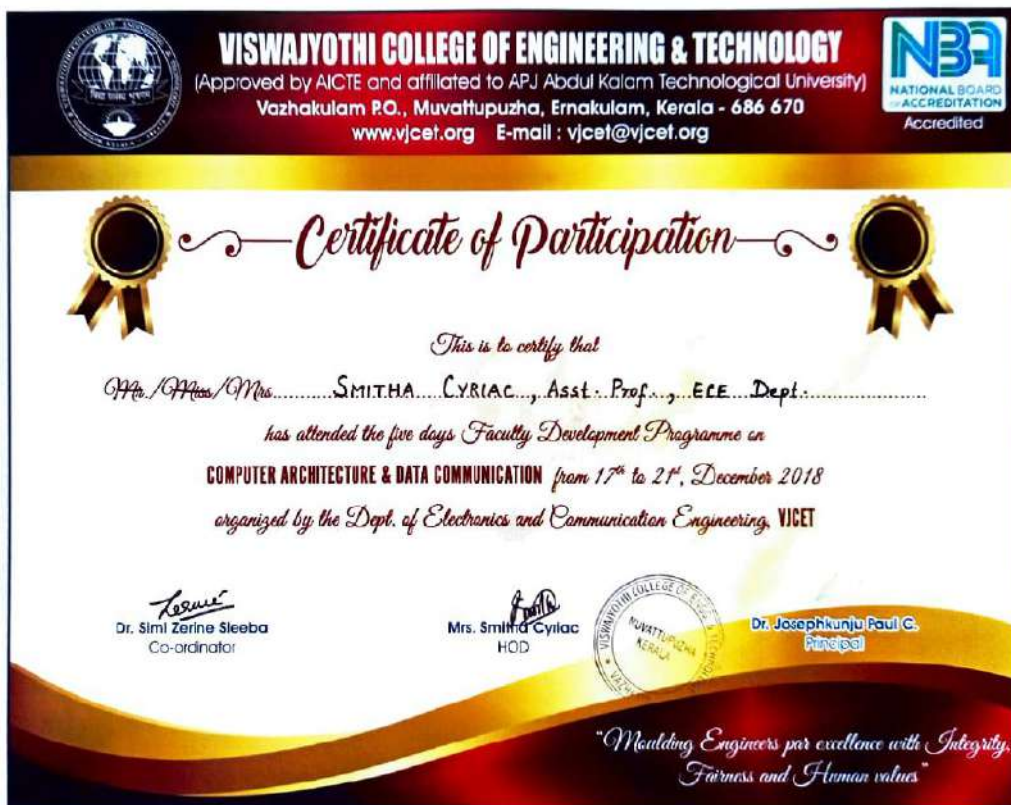 VISWAJYOTHI COLLEGE OF ENGINEERING & TECHNOLOGY
(Approved by AICTE and affiliated to APJ Abdul Kalam Technological University)
Vazhakulam P.O., Muvattupuzha, Ernakulam, Kerala - 686 670
www.vjcet.org E-mail : vjcet@vjcet.org
NBA
NATIONAL BOARD
OF ACCREDITATION
Accredited
Certificate of Participation
This is to certify that
Mr./Miss/Mrs. SMITHA CYRIAC, Asst. Prof., ECE Dept.
has attended the five days Faculty Development Programme on
COMPUTER ARCHITECTURE & DATA COMMUNICATION from 17th to 21st, December 2018
organized by the Dept. of Electronics and Communication Engineering, VJCET
Dr. Simi Zerine Sleeba
Co-ordinator
Mrs. Smitha Cyriac
HOD
VISWAJYOTHI COLLEGE OF ENGG. &
MUVATTUPUZHA
KERALA
Dr. Josephkunju Paul C.
Principal
"Moulding Engineers par excellence with Integrity,
Fairness and Human values"